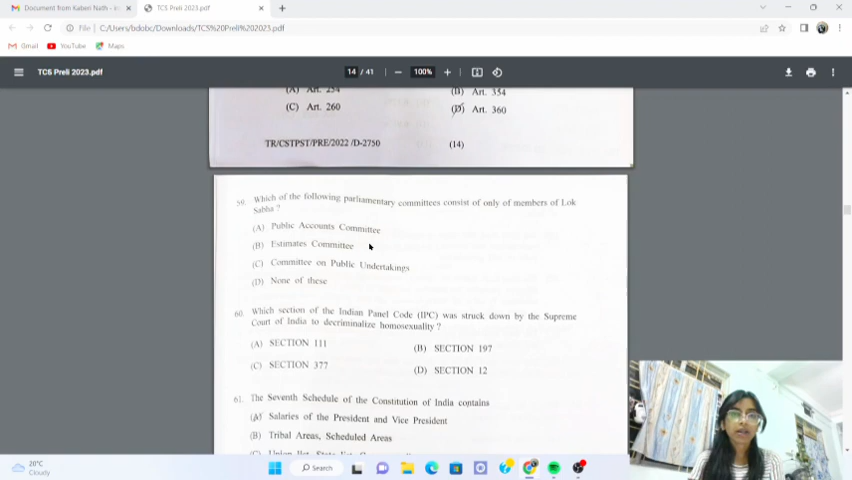 Document from Kaberi Nath - in
TCS Preli 2023.pdf
File
C:/Users/bdobc/Downloads/TCS%20Preli%202023.pdf
Gmail
YouTube
Maps
TCS Preli 2023.pdf
14 / 41
100%
(A) Art. 254
(B) Art. 354
(C) Art. 260
(D) Art. 360
TR/CSTPST/PRE/2022 /D-2750
(14)
59. Which of the following parliamentary committees consist of only of members of Lok
Sabha ?
(A) Public Accounts Committee
(B) Estimates Committee
(C) Committee on Public Undertakings
(D) None of these
60. Which section of the Indian Panel Code (IPC) was struck down by the Supreme
Court of India to decriminalize homosexuality ?
(A) SECTION 111
(B) SECTION 197
(C) SECTION 377
(D) SECTION 12
61. The Seventh Schedule of the Constitution of India contains
(A) Salaries of the President and Vice President
(B) Tribal Areas, Scheduled Areas
20°C
Cloudy
Search